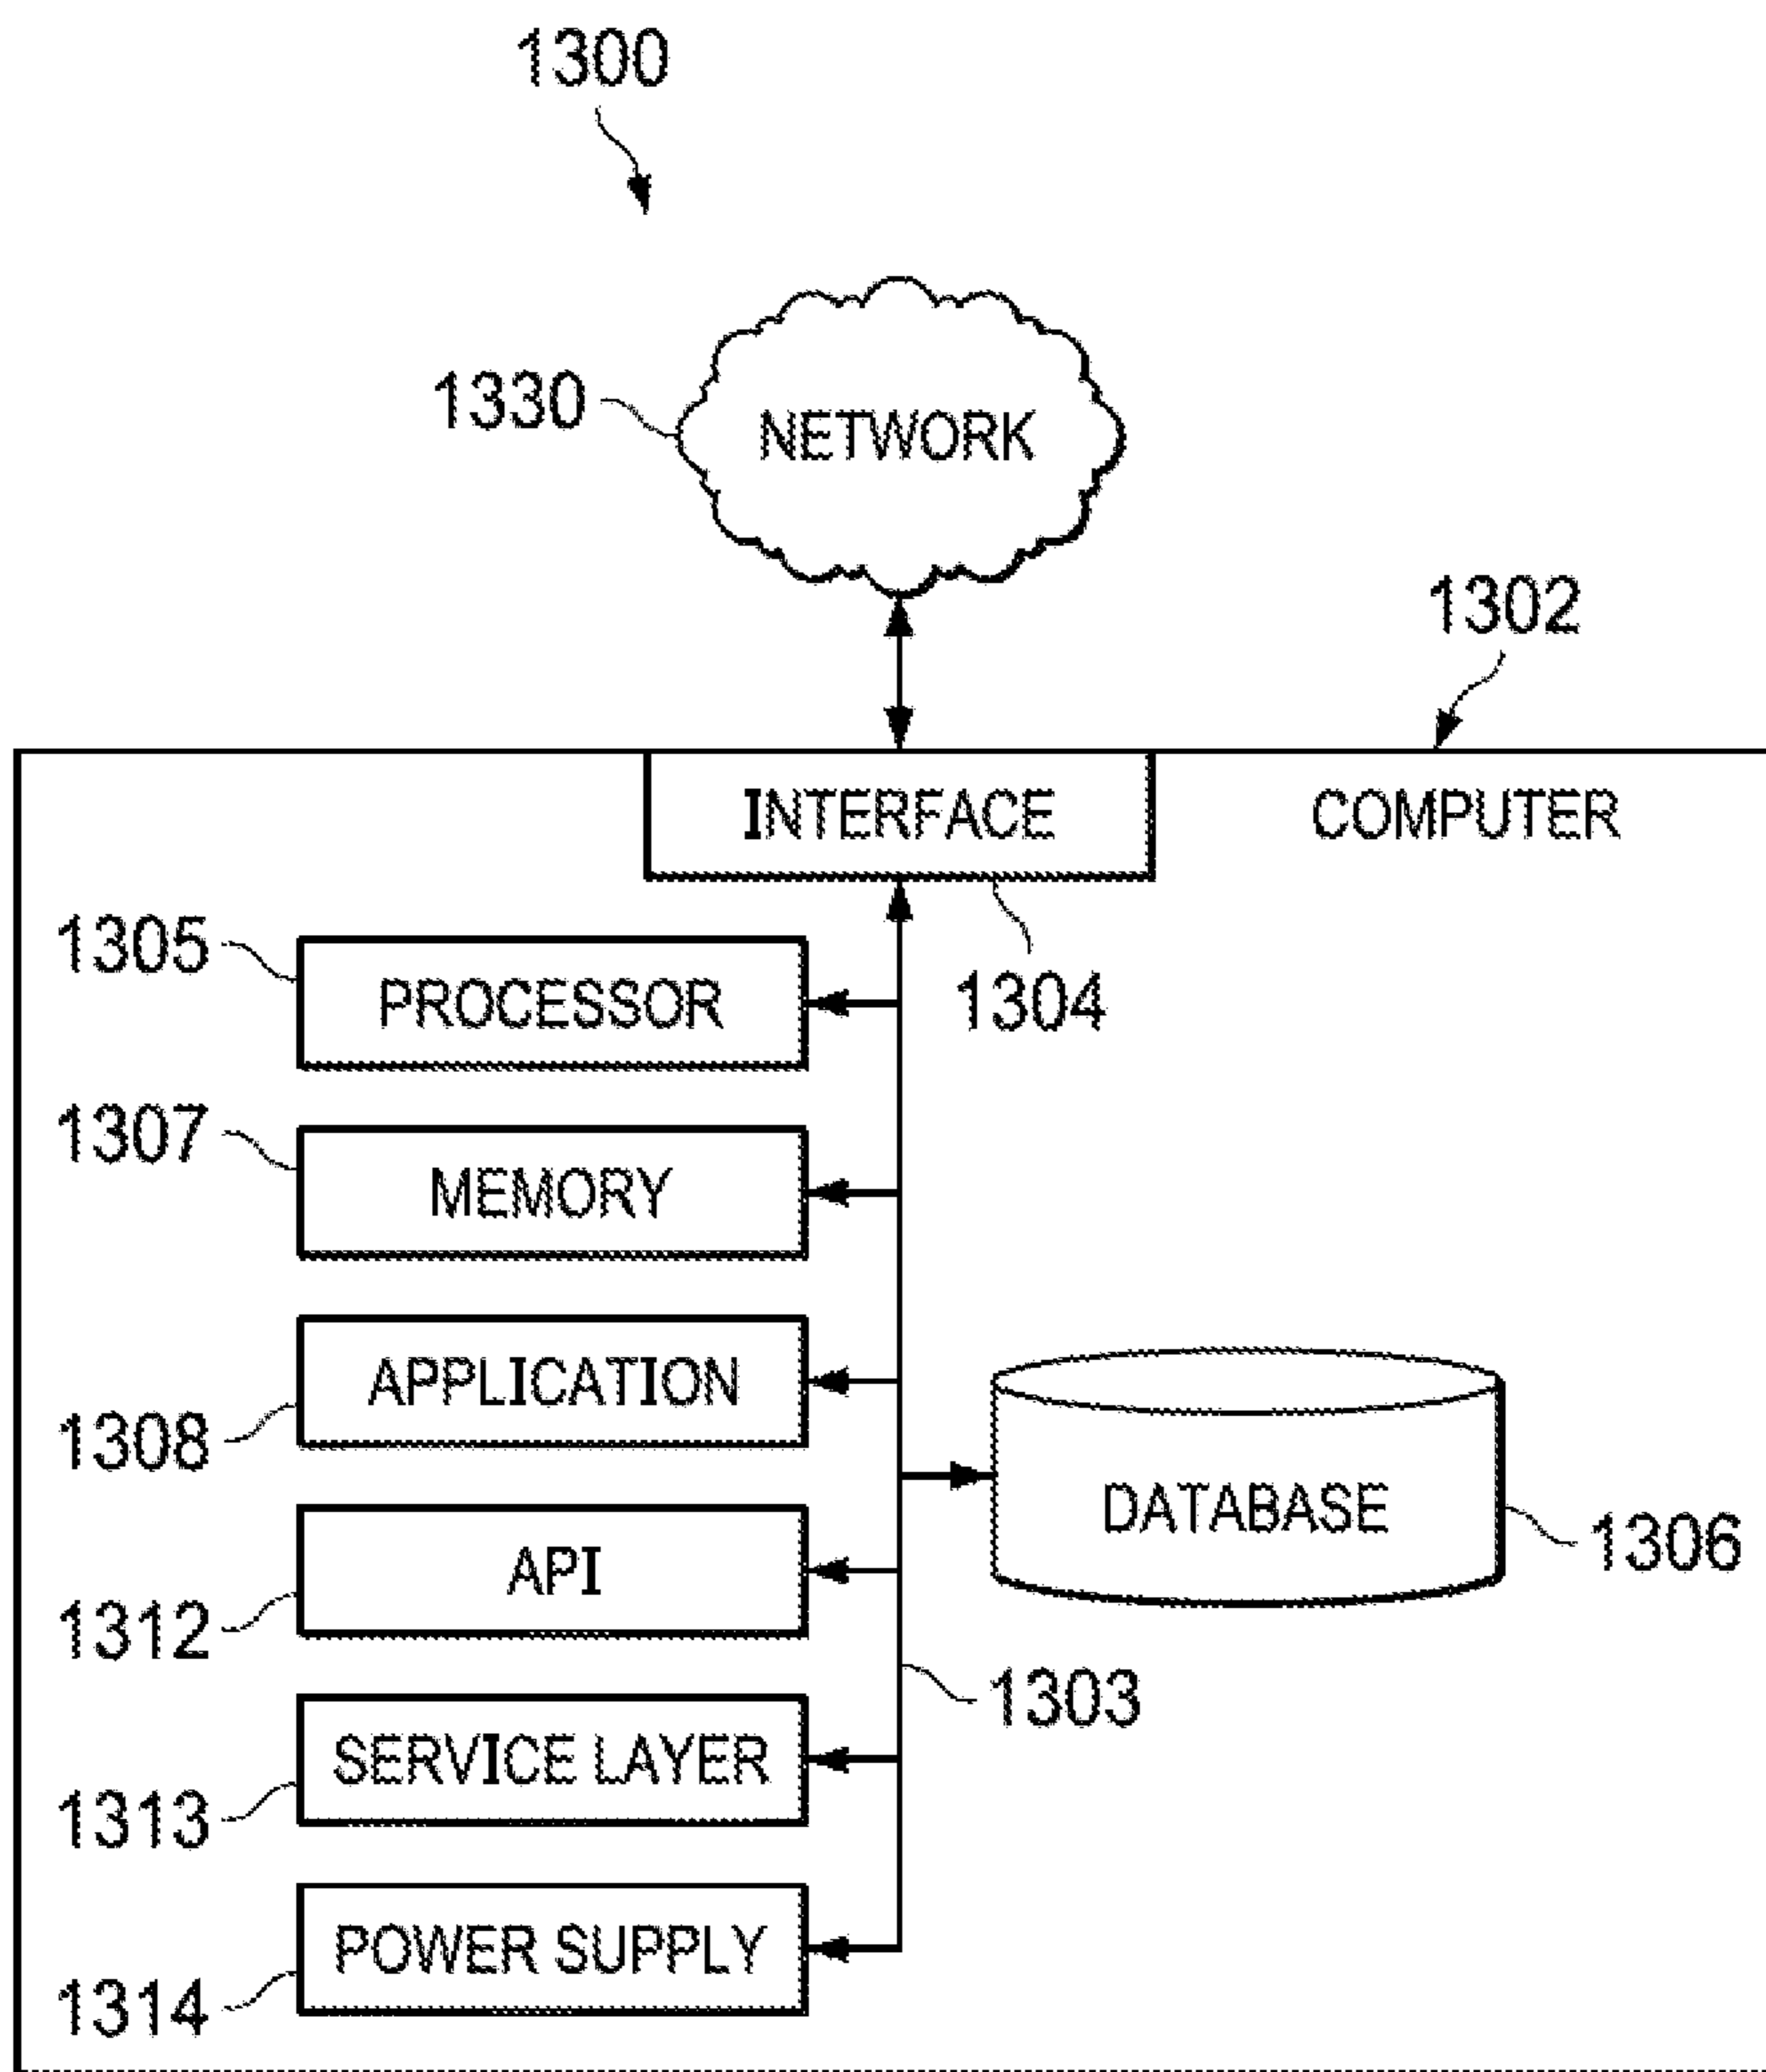 1300
1330
NETWORK
1302
INTERFACE
COMPUTER
1305
PROCESSOR
1304
1307
MEMORY
APPLICATION
1308
DATABASE
1306
API
1312
1303
SERVICE LAYER
1313
POWER SUPPLY
1314